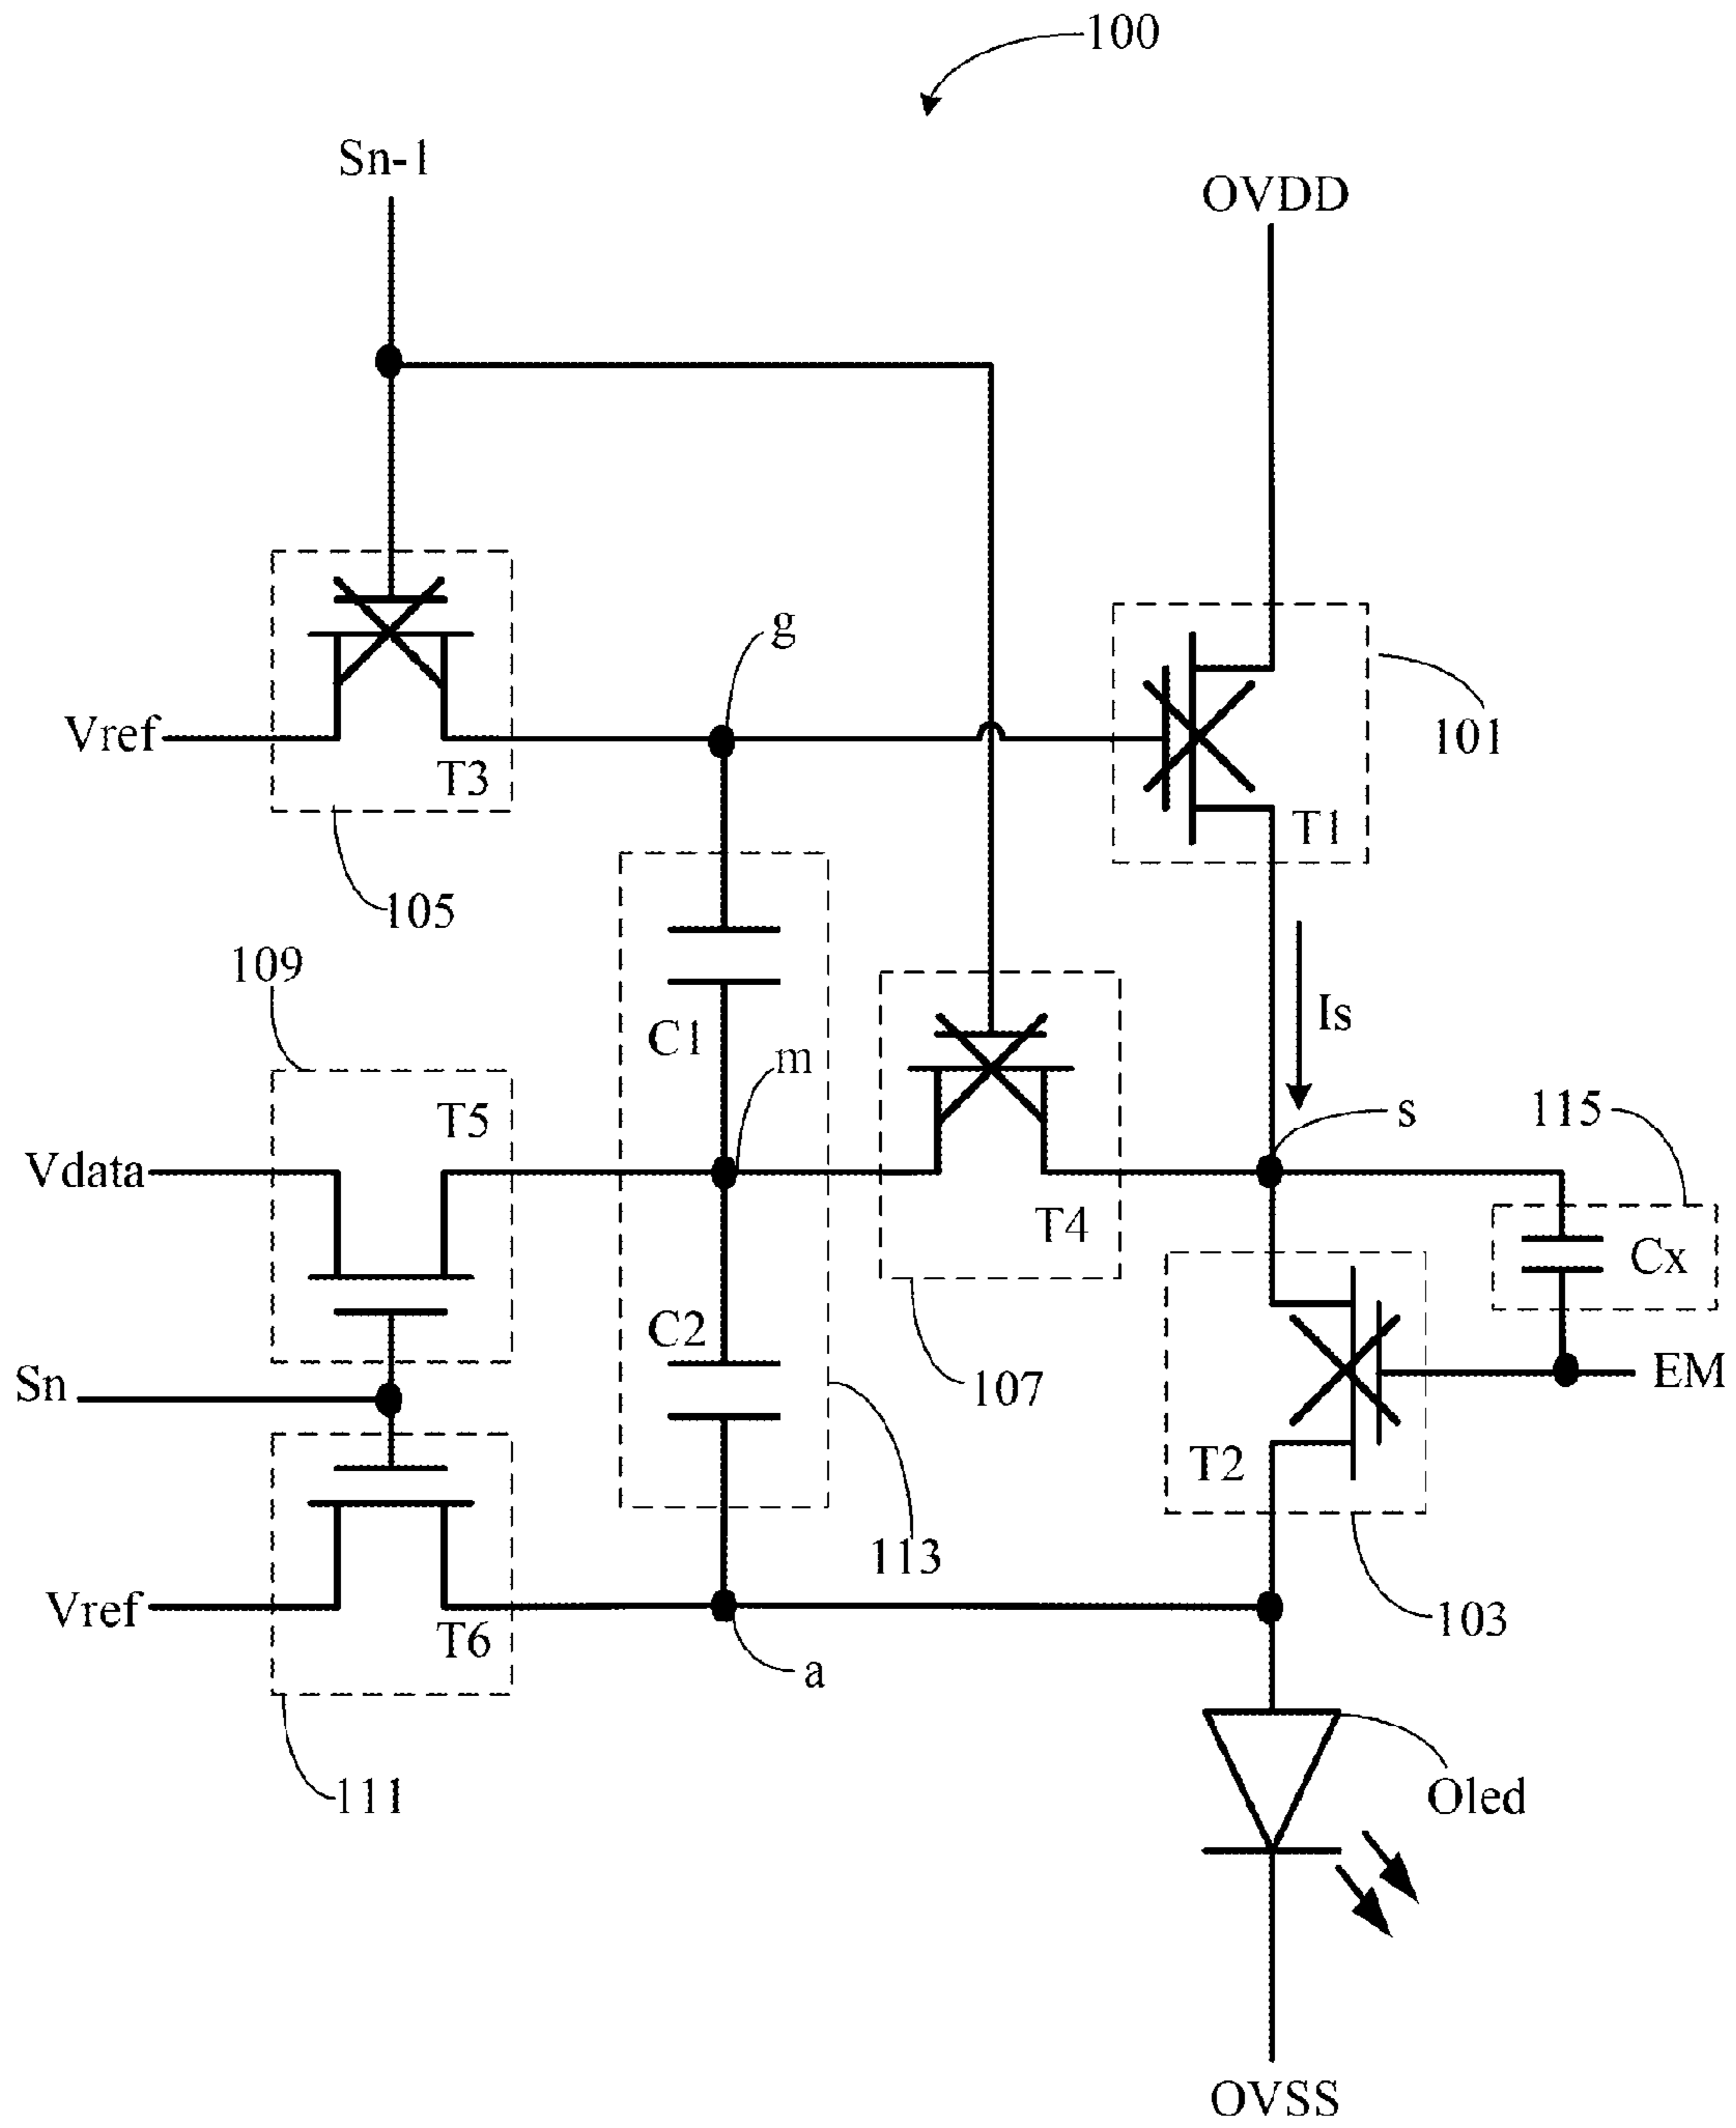 100
Sn-1
OVDD
g
Vref
T3
101
T1
105
109
C1
Is
m
s
115
T5
Vdata
T4
Cx
C2
Sn
107
EM
T2
113
Vref
T6
103
a
111
Oled
OVSS